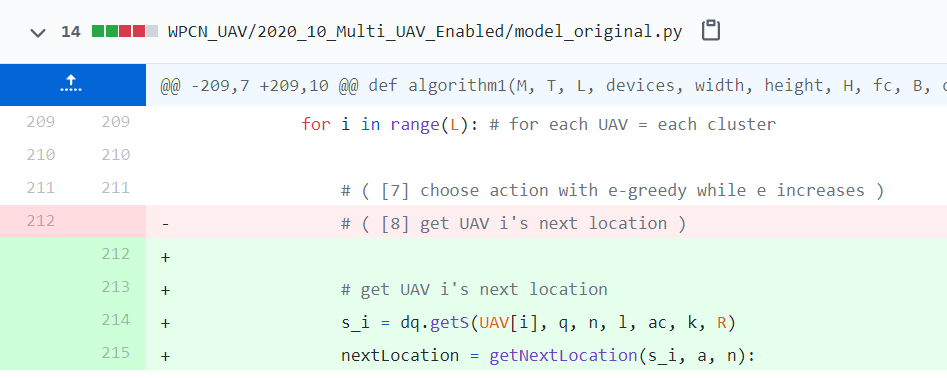 14 WPCN_UAV/2020_10_Multi_UAV_Enabled/model_original.py
@@ -209,7 +209,10 @@ def algorithm1(M, T, L, devices, width, height, H, fc, B,
209 209 for i in range(L): # for each UAV = each cluster
210 210
211 211 # ( [7] choose action with e-greedy while e increases )
212 - # ( [8] get UAV i's next location )
212 +
213 + # get UAV i's next location
214 + s_i = dq.getS(UAV[i], q, n, l, ac, k, R)
215 + nextLocation = getNextLocation(s_i, a, n):